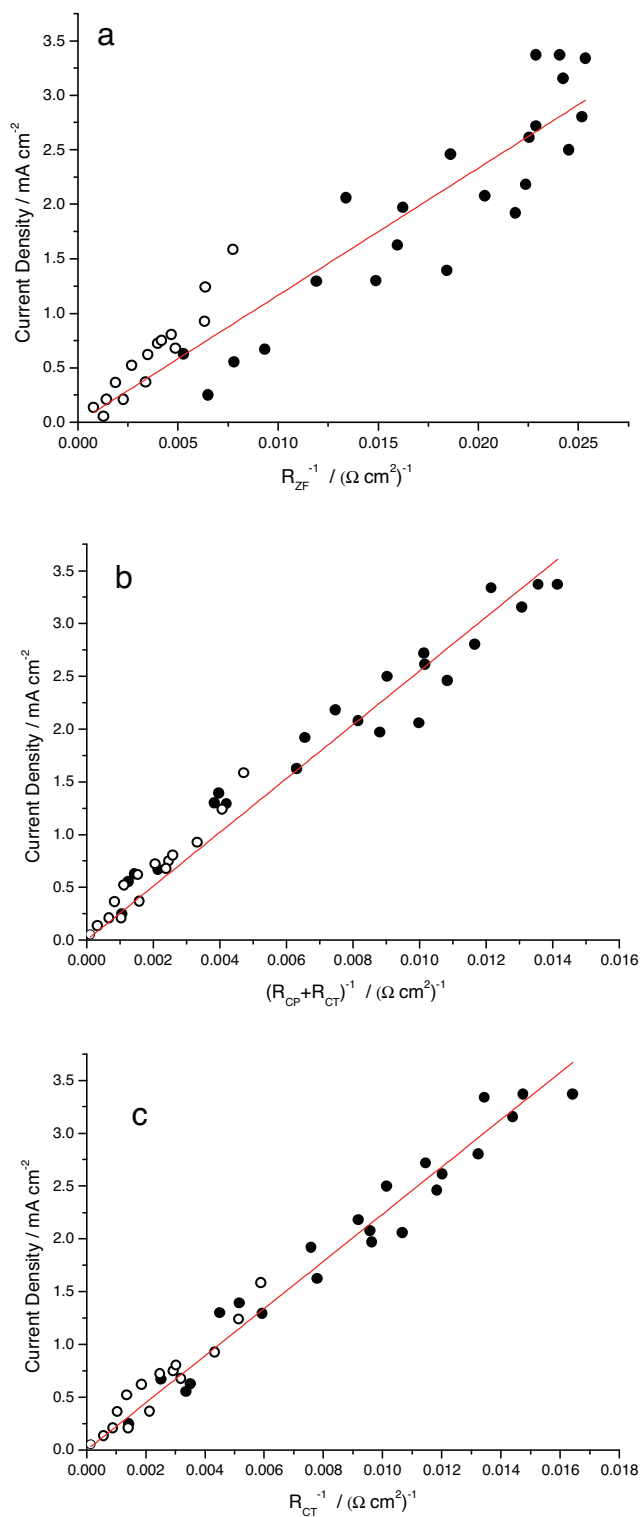 a
3.5
3.0
2.5
2.0
1.5
1.0
0.5
0.0
Current Density / mA cm⁻²
0.000 0.005 0.010 0.015 0.020 0.025
R_ZF⁻¹ / (Ω cm²)⁻¹
b
3.5
3.0
2.5
2.0
1.5
1.0
0.5
0.0
Current Density / mA cm⁻²
0.000 0.002 0.004 0.006 0.008 0.010 0.012 0.014 0.016
(R_CP+R_CT)⁻¹ / (Ω cm²)⁻¹
c
3.5
3.0
2.5
2.0
1.5
1.0
0.5
0.0
Current Density / mA cm⁻²
0.000 0.002 0.004 0.006 0.008 0.010 0.012 0.014 0.016 0.018
R_CT⁻¹ / (Ω cm²)⁻¹